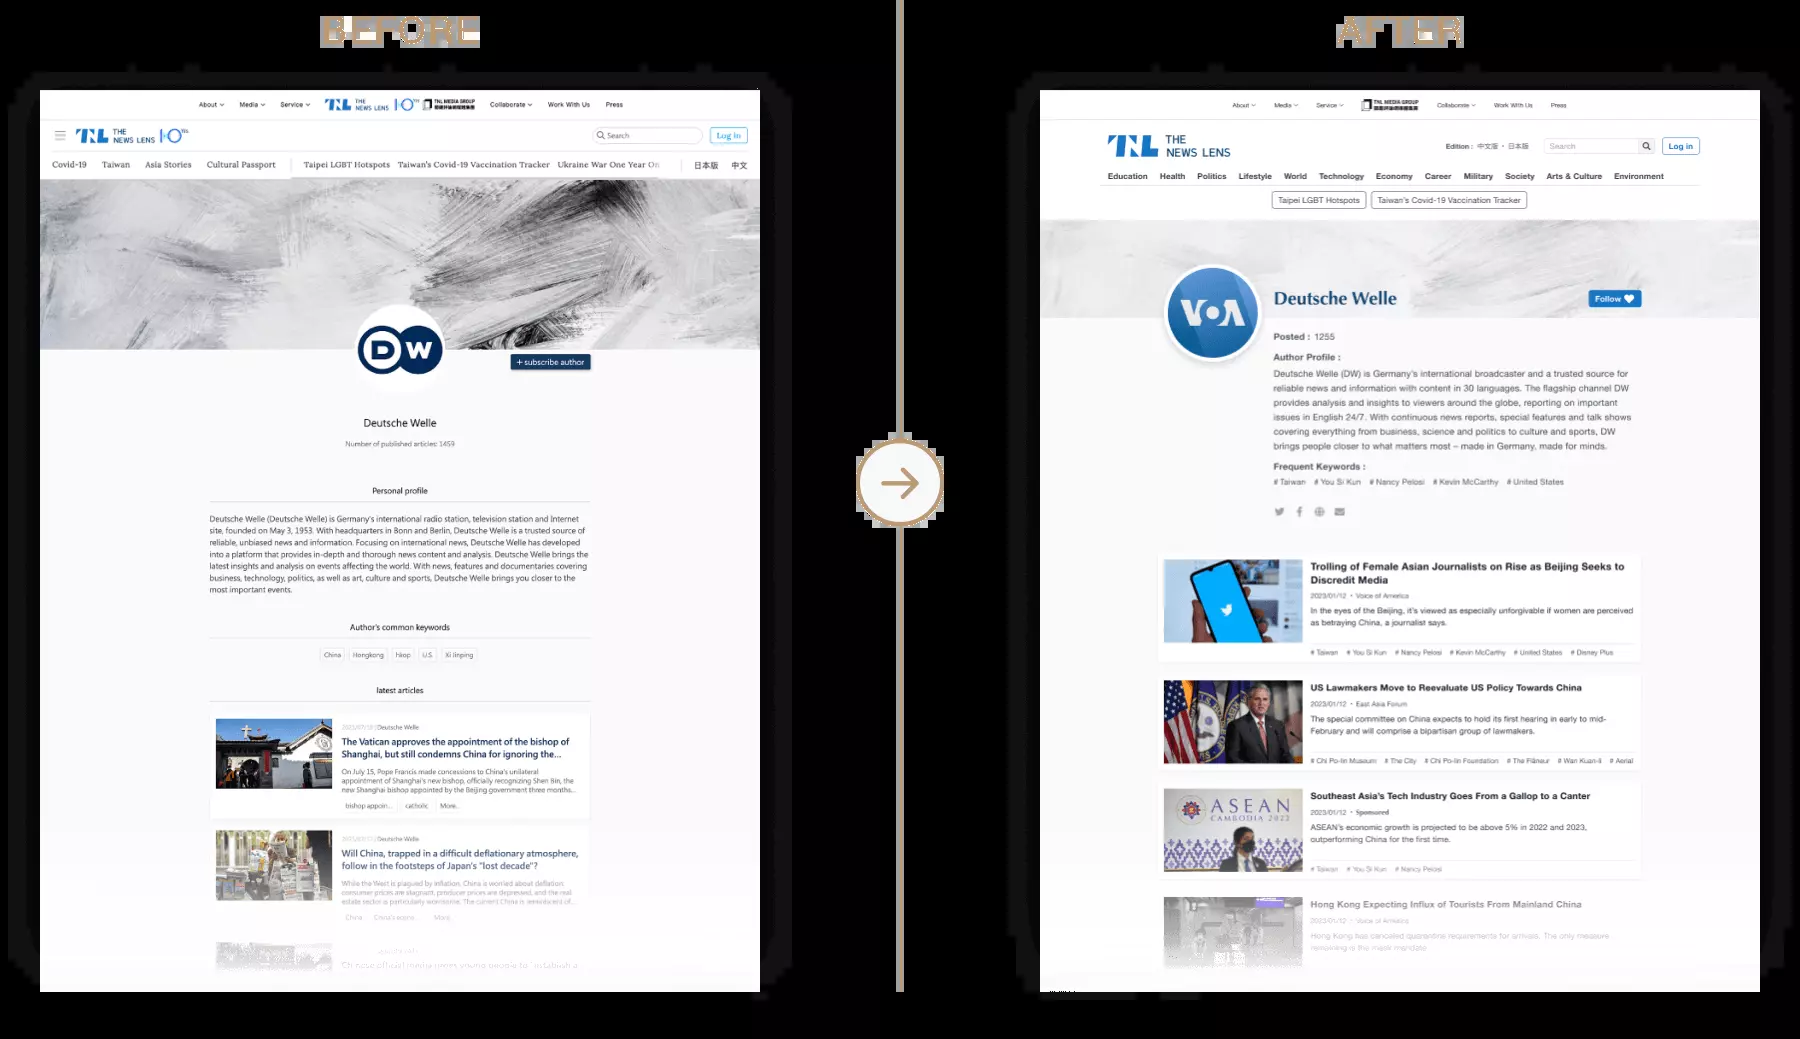 BEFORE
About Media Service TNL THE NEWS LENS 10 TNL MEDIA GROUP Collaborate Work With Us Press
TNL THE NEWS LENS 10 Search Log in
Covid-19 Taiwan Asia Stories Cultural Passport Taipei LGBT Hotspots Taiwan's Covid-19 Vaccination Tracker Ukraine War One Year On 日本版 中文
DW
+ subscribe author
Deutsche Welle
Number of published articles: 1459
Personal profile
Deutsche Welle (Deutsche Welle) is Germany's international radio station, television station and Internet
site, founded on May 3, 1953. With headquarters in Bonn and Berlin, Deutsche Welle is a trusted source of
reliable, unbiased news and information. Focusing on international news, Deutsche Welle has developed
into a platform that provides in-depth and thorough news content and analysis. Deutsche Welle brings the
latest insights and analysis on events affecting the world. With news, features and documentaries covering
business, technology, politics, as well as art, culture and sports, Deutsche Welle brings you closer to the
most important events.
Author's common keywords
China Hongkong hkop U.S. Xi Jinping
latest articles
Deutsche Welle
The Vatican approves the appointment of the bishop of
Shanghai, but still condemns China for ignoring the...
On July 15, Pope Francis made concessions to China's unilateral
appointment of Shanghai's new bishop, officially recognizing Shen Bin, the
new Shanghai bishop appointed by the Beijing government three months...
bishop appoin... catholic More..
Deutsche Welle
Will China, trapped in a difficult deflationary atmosphere,
follow in the footsteps of Japan's "lost decade"?
While the West is plagued by inflation, China is worried about deflation:
consumer prices are stagnant, producer prices are depressed, and the real
estate sector is particularly worrisome. The current China is reminiscent of...
China China's econo... More..
AFTER
About Media Service TNL MEDIA GROUP Collaborate Work With Us Press
TNL THE NEWS LENS
Edition : 中文版 • 日本版 Search Log in
Education Health Politics Lifestyle World Technology Economy Career Military Society Arts & Culture Environment
Taipei LGBT Hotspots Taiwan's Covid-19 Vaccination Tracker
VOA
Deutsche Welle Follow
Posted : 1255
Author Profile :
Deutsche Welle (DW) is Germany's international broadcaster and a trusted source for
reliable news and information with content in 30 languages. The flagship channel DW
provides analysis and insights to viewers around the globe, reporting on important
issues in English 24/7. With continuous news reports, special features and talk shows
covering everything from business, science and politics to culture and sports, DW
brings people closer to what matters most – made in Germany, made for minds.
Frequent Keywords :
# Taiwan # You Si Kun # Nancy Pelosi # Kevin McCarthy # United States
Trolling of Female Asian Journalists on Rise as Beijing Seeks to
Discredit Media
2023/01/12 • Voice of America
In the eyes of the Beijing, it's viewed as especially unforgivable if women are perceived
as betraying China, a journalist says.
# Taiwan # You Si Kun # Nancy Pelosi # Kevin McCarthy # United States # Disney Plus
US Lawmakers Move to Reevaluate US Policy Towards China
2023/01/12 • East Asia Forum
The special committee on China expects to hold its first hearing in early to mid-
February and will comprise a bipartisan group of lawmakers.
# Chi Po-lin Museum # The City # Chi Po-lin Foundation # The Flâneur # Wan Kuan-li # Aerial
ASEAN
CAMBODIA 2022
Southeast Asia's Tech Industry Goes From a Gallop to a Canter
2023/01/12 • Sponsored
ASEAN's economic growth is projected to be above 5% in 2022 and 2023,
outperforming China for the first time.
# Taiwan # You Si Kun # Nancy Pelosi
Hong Kong Expecting Influx of Tourists From Mainland China
2023/01/12 • Voice of America
Hong Kong has canceled quarantine requirements for arrivals. The only measure
remaining is the mask mandate